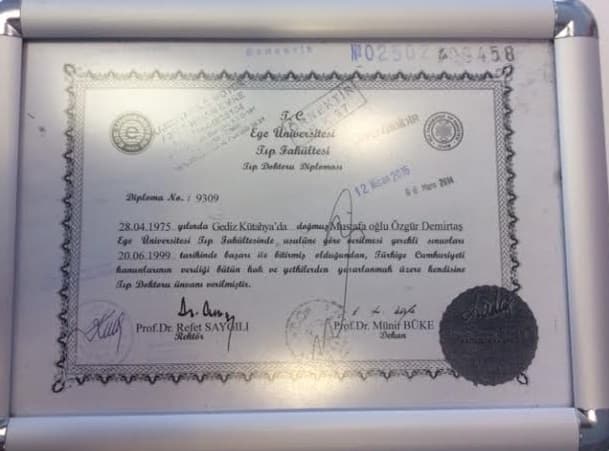 Nº 02502
T. C.
Ege Üniversitesi
Tıp Fakültesi
Tıp Doktoru Diploması
12 Nisan
Diploma No. : 9309
28.04.1975 yılında Gediz Kütahya'da doğmuş Mustafa oğlu Özgür Demirtaş
Ege Üniversitesi Tıp Fakültesinde, usulüne göre verilmesi gerekli sınavları
20.06.1999 tarihinde başarı ile bitirmiş olduğundan, Türkiye Cumhuriyeti
kanunlarının verdiği bütün hak ve yetkilerden yararlanmak üzere kendisine
Tıp Doktoru ünvanı verilmiştir.
Prof.Dr. Refet SAYGILI
Rektör
Prof.Dr. Münif BÜKE
Dekan